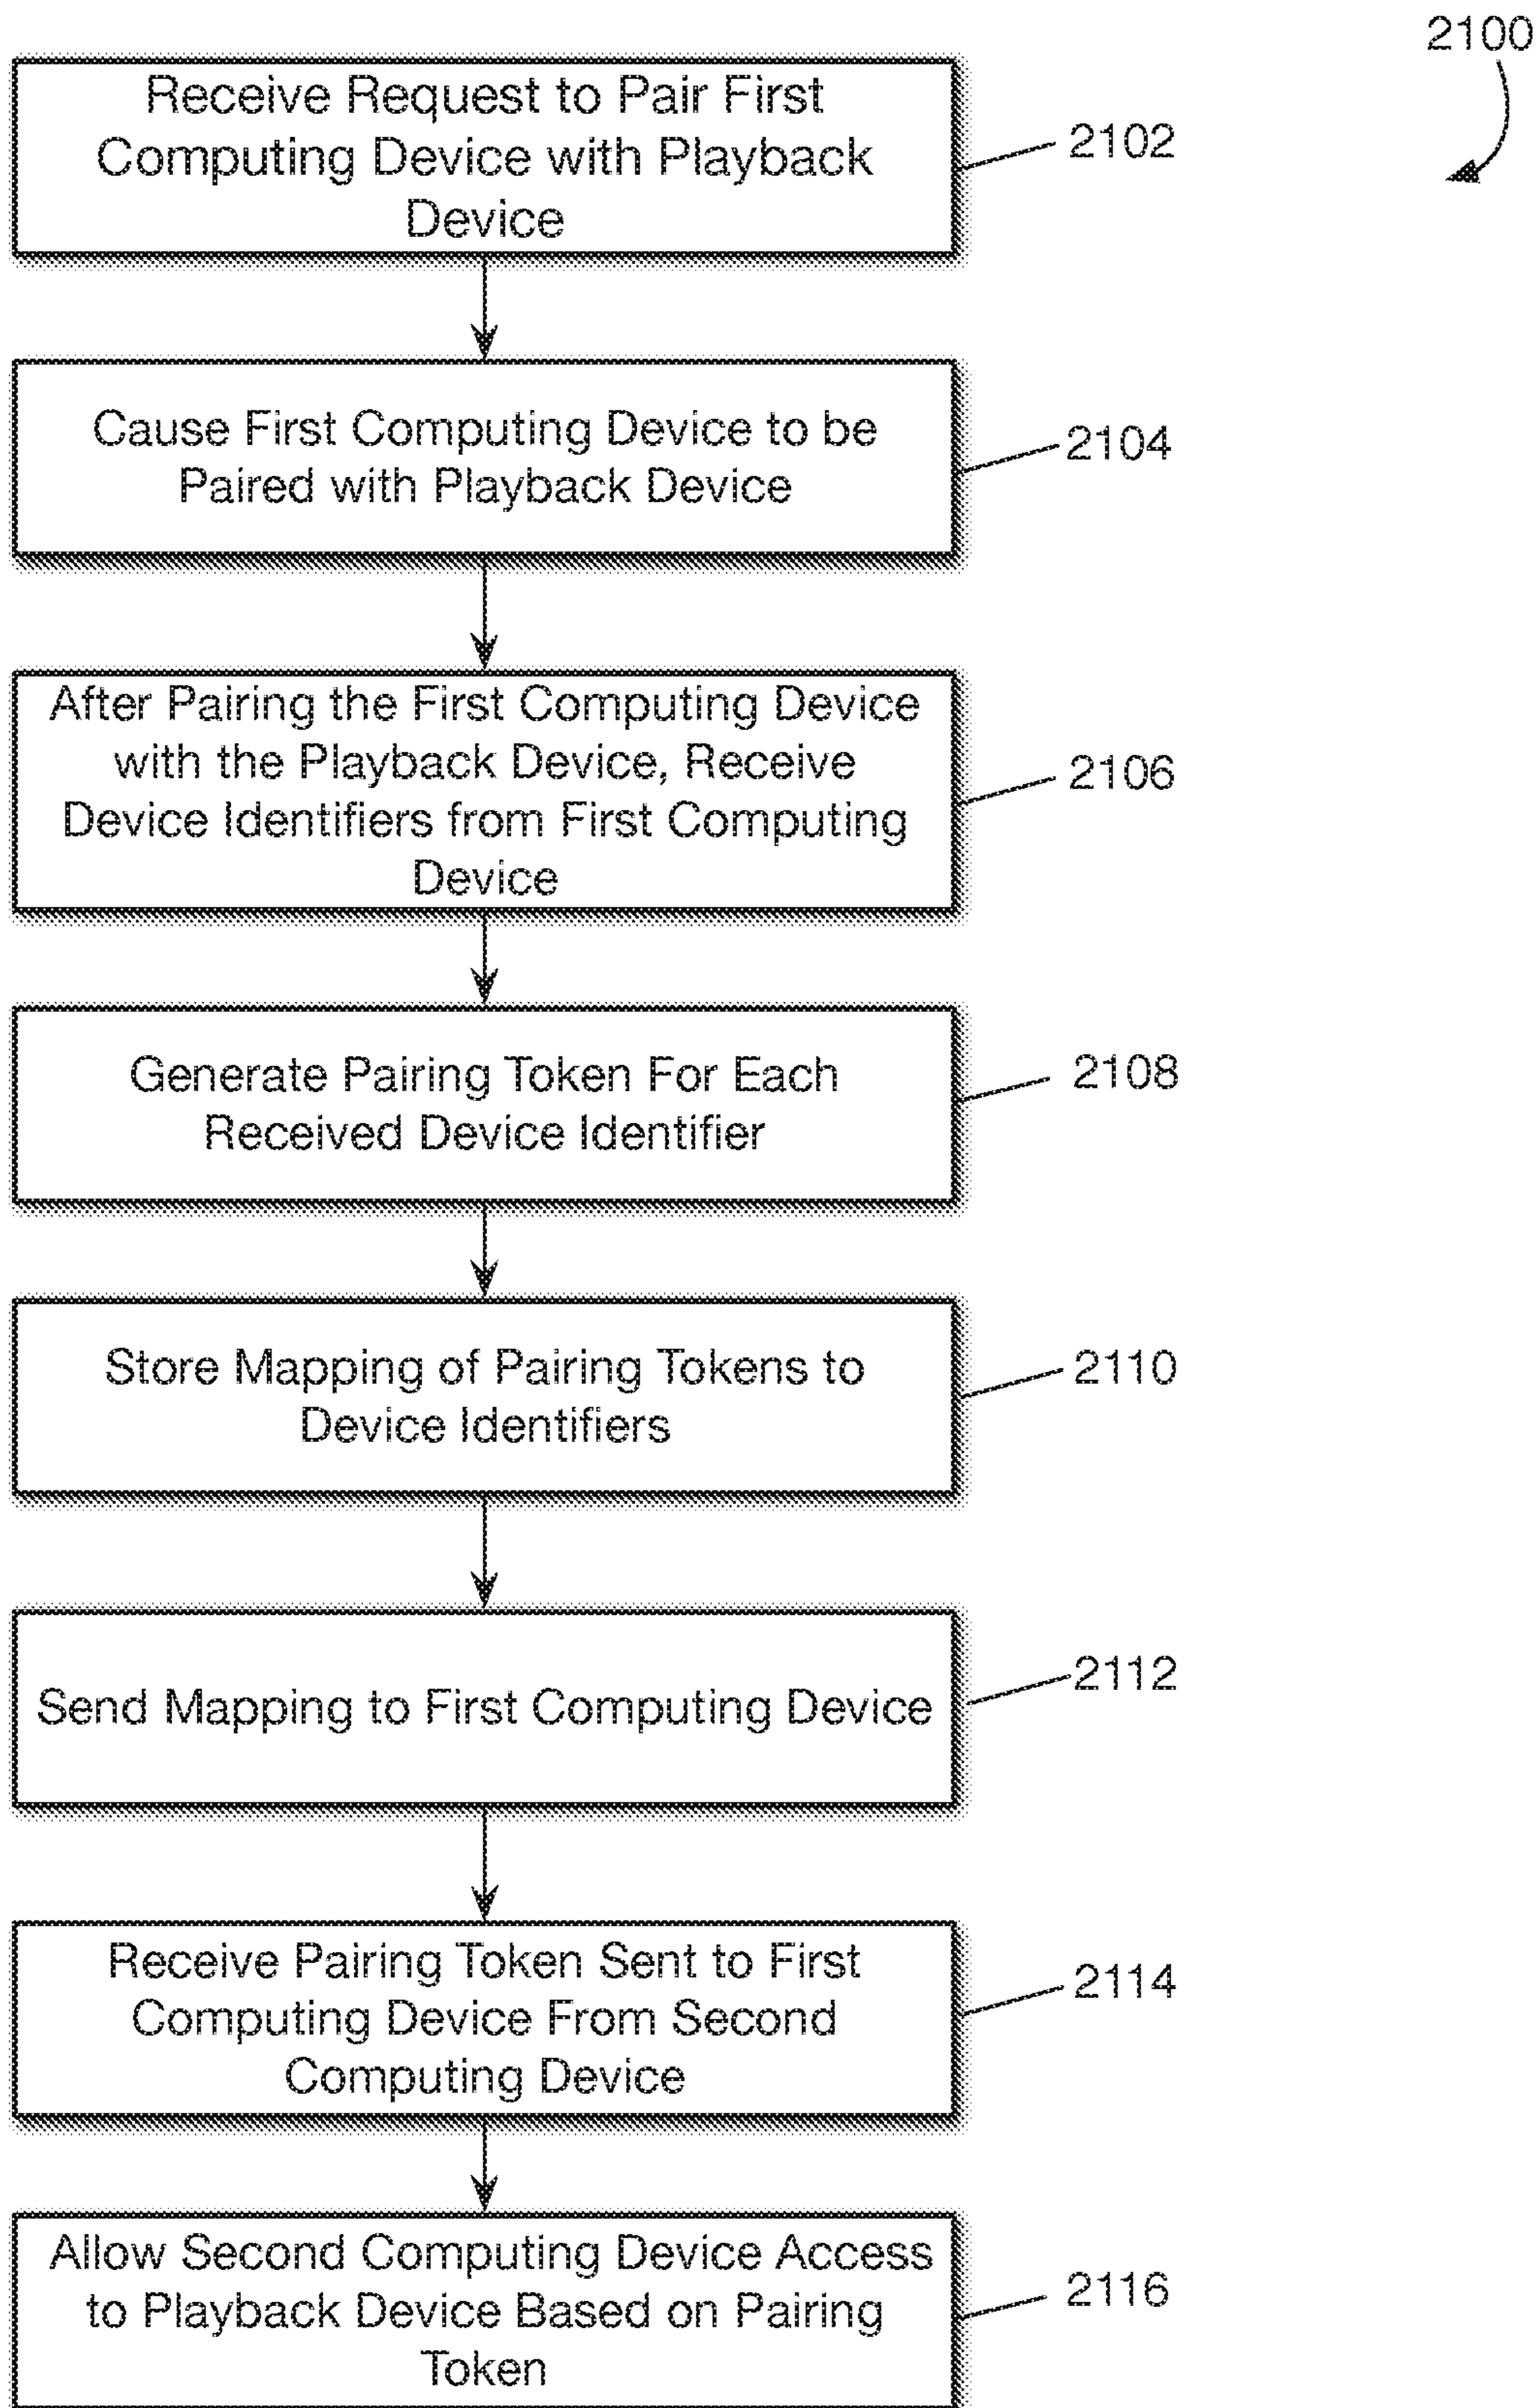 2100
Receive Request to Pair First
Computing Device with Playback
Device
2102
Cause First Computing Device to be
Paired with Playback Device
2104
After Pairing the First Computing Device
with the Playback Device, Receive
Device Identifiers from First Computing
Device
2106
Generate Pairing Token For Each
Received Device Identifier
2108
Store Mapping of Pairing Tokens to
Device Identifiers
2110
Send Mapping to First Computing Device
2112
Receive Pairing Token Sent to First
Computing Device From Second
Computing Device
2114
Allow Second Computing Device Access
to Playback Device Based on Pairing
Token
2116